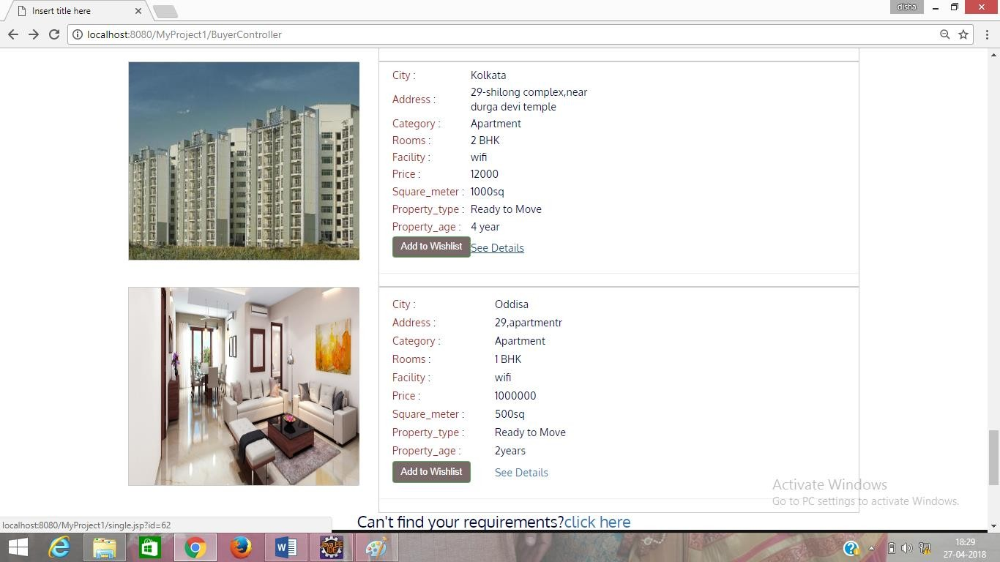 Insert title here
disha
localhost:8080/MyProject1/BuyerController
City : Kolkata
Address : 29-shilong complex,near
durga devi temple
Category : Apartment
Rooms : 2 BHK
Facility : wifi
Price : 12000
Square_meter : 1000sq
Property_type : Ready to Move
Property_age : 4 year
Add to Wishlist See Details
City : Oddisa
Address : 29,apartmentr
Category : Apartment
Rooms : 1 BHK
Facility : wifi
Price : 1000000
Square_meter : 500sq
Property_type : Ready to Move
Property_age : 2years
Add to Wishlist See Details
Activate Windows
Go to PC settings to activate Windows.
Can't find your requirements?click here
localhost:8080/MyProject1/single.jsp?id=62
Java EE
IDE
18:29
27-04-2018